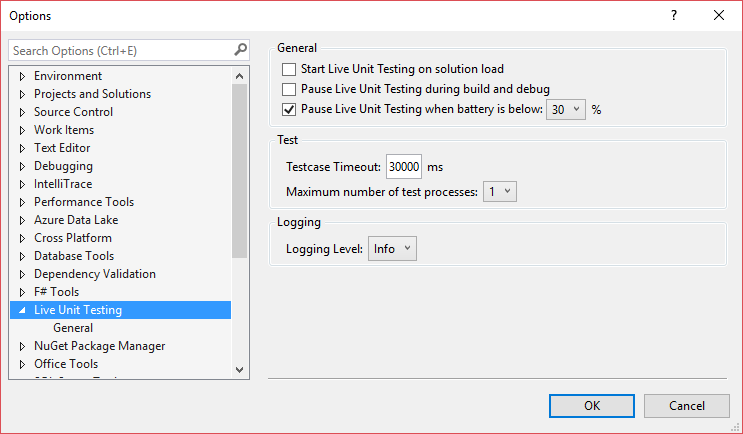 Options
?
Search Options (Ctrl+E)
Environment
Projects and Solutions
Source Control
Work Items
Text Editor
Debugging
IntelliTrace
Performance Tools
Azure Data Lake
Cross Platform
Database Tools
Dependency Validation
F# Tools
Live Unit Testing
General
NuGet Package Manager
Office Tools
General
Start Live Unit Testing on solution load
Pause Live Unit Testing during build and debug
Pause Live Unit Testing when battery is below: 30 %
Test
Testcase Timeout: 30000 ms
Maximum number of test processes: 1
Logging
Logging Level: Info
OK Cancel